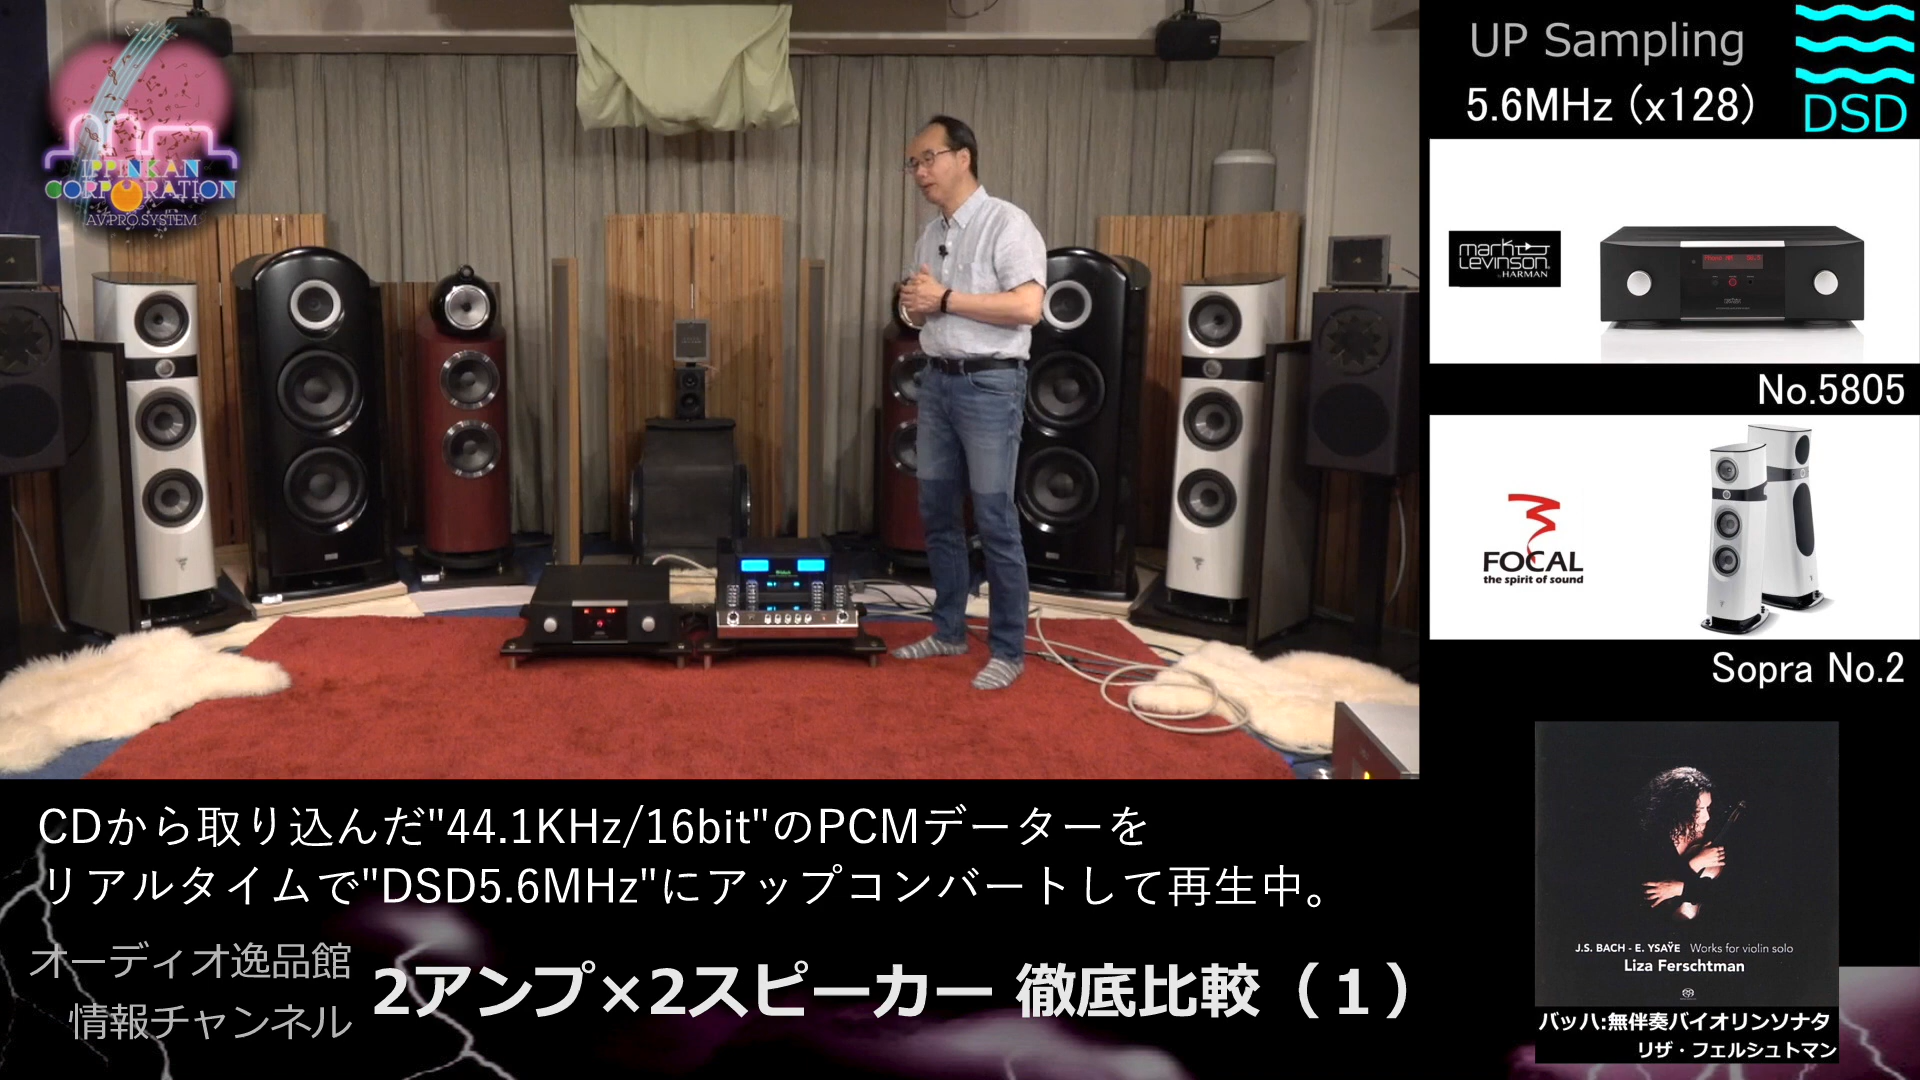 IPPINKAN
CORPORATION
AV.PRO.SYSTEM
UP Sampling
5.6MHz (x128)
DSD
mark
Levinson
by HARMAN
No.5805
FOCAL
the spirit of sound
Sopra No.2
J.S. BACH - E. YSAŸE Works for violin solo
Liza Ferschtman
バッハ:無伴奏バイオリンソナタ
リザ・フェルシュトマン
CDから取り込んだ"44.1KHz/16bit"のPCMデーターを
リアルタイムで"DSD5.6MHz"にアップコンバートして再生中。
オーディオ逸品館
情報チャンネル
2アンプ×2スピーカー 徹底比較（１）